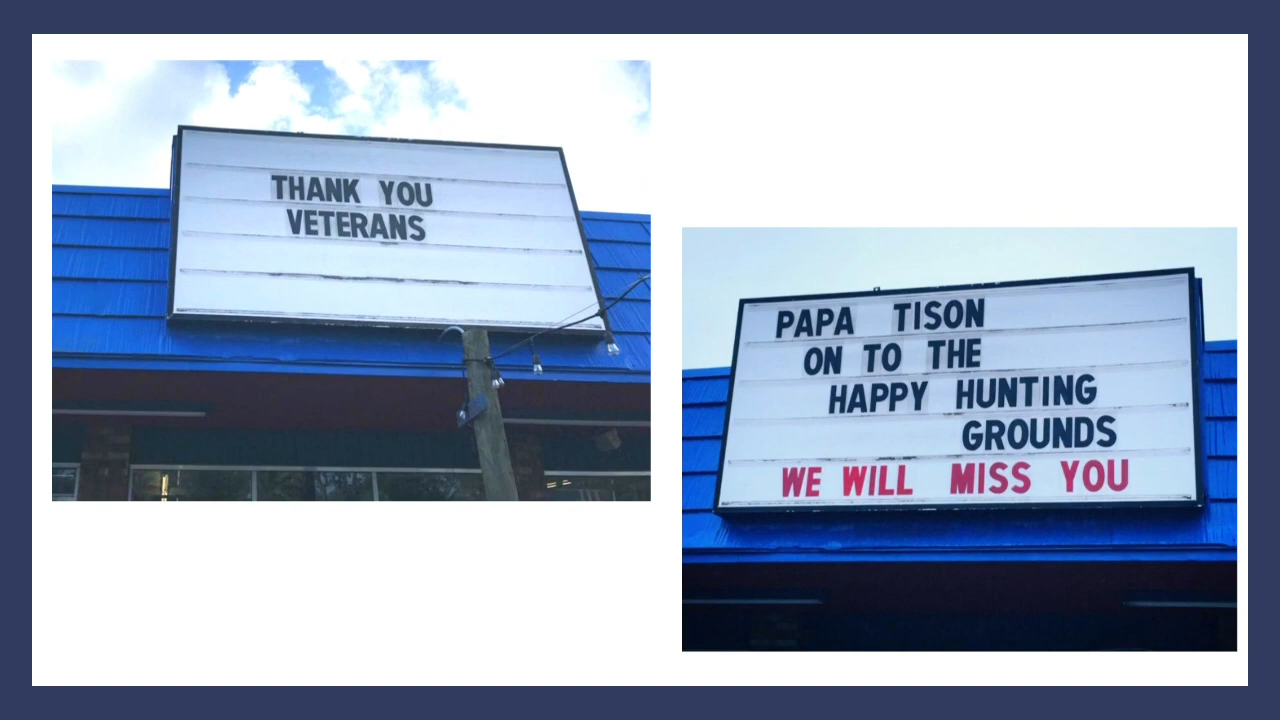 THANK YOU
VETERANS
PAPA TISON
ON TO THE
HAPPY HUNTING
GROUNDS
WE WILL MISS YOU